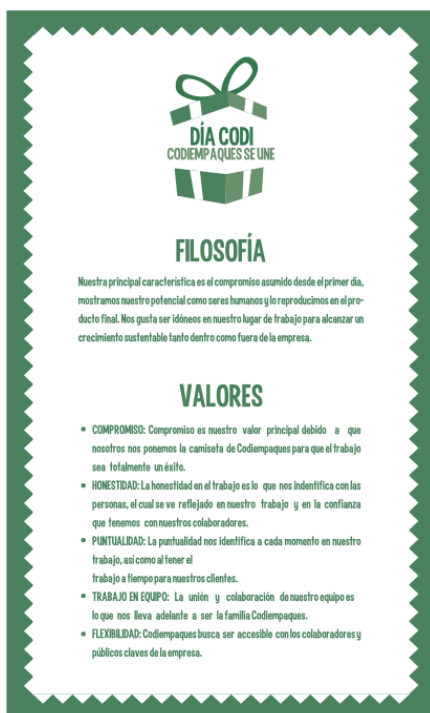 DÍA CODI
CODIEMPAQUES SE UNE
FILOSOFÍA
Nuestra principal característica es el compromiso asumido desde el primer día,
mostramos nuestro potencial como seres humanos y lo reproducimos en el pro-
ducto final. Nos gusta ser idóneos en nuestro lugar de trabajo para alcanzar un
crecimiento sustentable tanto dentro como fuera de la empresa.
VALORES
• COMPROMISO: Compromiso es nuestro valor principal debido a que
nosotros nos ponemos la camiseta de Codiempaques para que el trabajo
sea totalmente un éxito.
• HONESTIDAD: La honestidad en el trabajo es lo que nos indentifica con las
personas, el cual se ve reflejado en nuestro trabajo y en la confianza
que tenemos con nuestros colaboradores.
• PUNTUALIDAD: La puntualidad nos identifica a cada momento en nuestro
trabajo, así como al tener el
trabajo a tiempo para nuestros clientes.
• TRABAJO EN EQUIPO: La unión y colaboración de nuestro equipo es
lo que nos lleva adelante a ser la familia Codiempaques.
• FLEXIBILIDAD: Codiempaques busca ser accesible con los colaboradores y
públicos claves de la empresa.